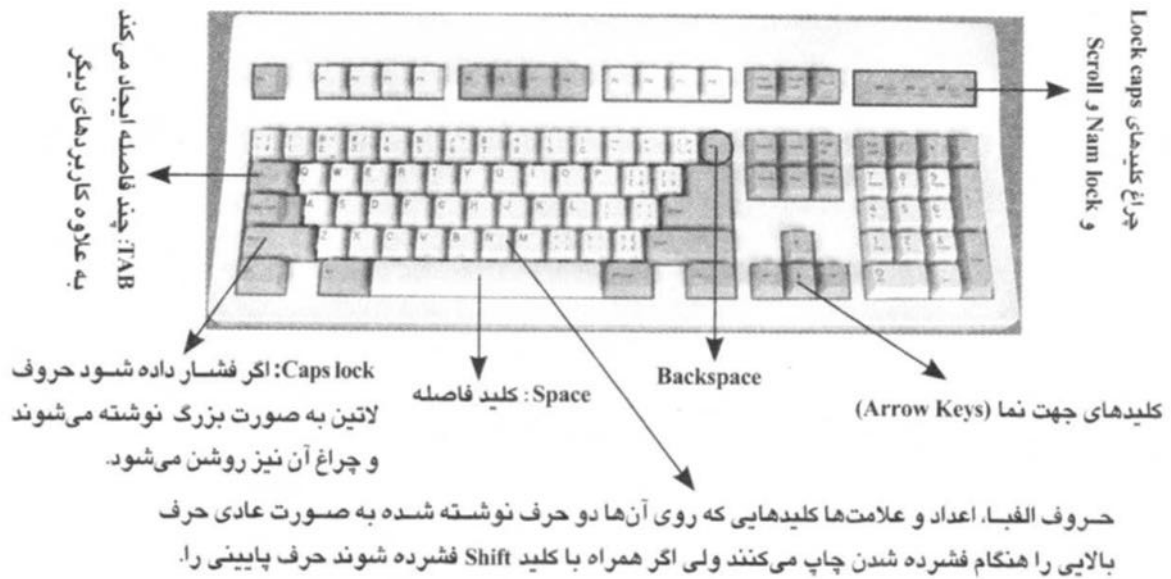 TAB: چند فاصله ایجاد می‌کند
به علاوه کاربردهای دیگر
چراغ کلیدهای Lock caps
و Nam lock و Scroll
Caps lock: اگر فشار داده شود حروف
لاتین به صورت بزرگ نوشته می‌شوند
و چراغ آن نیز روشن می‌شود.
Space: کلید فاصله
Backspace
کلیدهای جهت نما (Arrow Keys)
حروف الفبا، اعداد و علامت‌ها کلیدهایی که روی آن‌ها دو حرف نوشته شده به صورت عادی حرف
بالایی را هنگام فشرده شدن چاپ می‌کنند ولی اگر همراه با کلید Shift فشرده شوند حرف پایینی را.
Q W E R T Y U I O P
A S D F G H J K L
Z X C V B N M